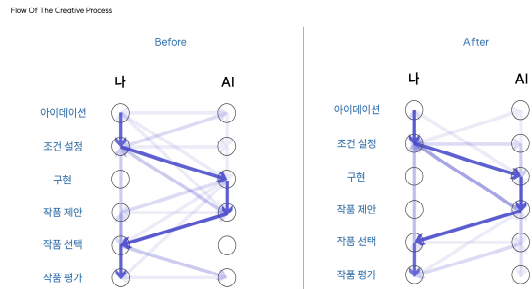 Flow Of The Creative Process
Before
나 AI
아이데이션
조건 설정
구현
작품 제안
작품 선택
작품 평가
After
나 AI
아이데이션
조건 설정
구현
작품 제안
작품 선택
작품 평가